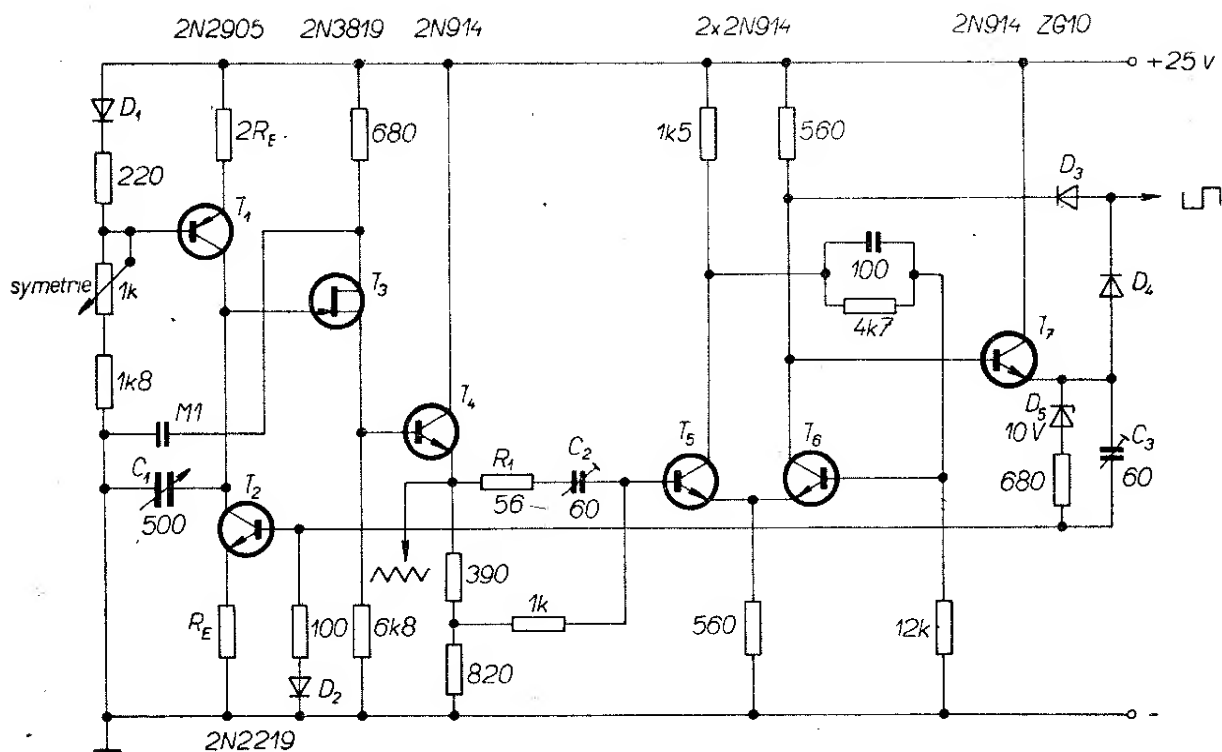 2N2905 2N3819 2N914 2x2N914 2N914 ZG10
+25V
D1
2RE
680
1k5
560
220
D3
T1
symetrie
1k
T3
100
D4
4k7
T7
1k8
M1
T4
D5
10V
C3
60
C1
500
T2
R1
56
C2
60
T5
T6
680
390
1k
RE
100
6k8
820
560
12k
D2
-
2N2219